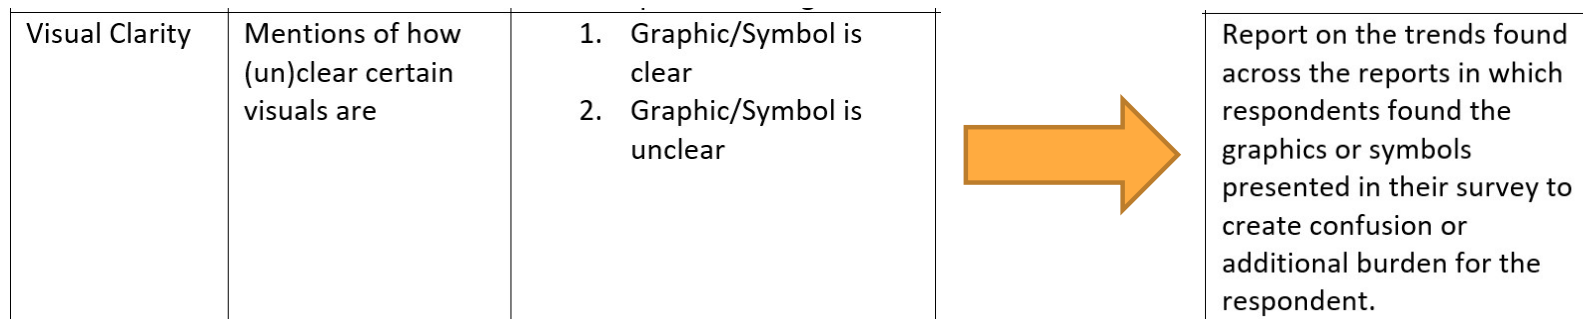 Visual Clarity
Mentions of how
(un)clear certain
visuals are
1. Graphic/Symbol is
clear
2. Graphic/Symbol is
unclear
Report on the trends found
across the reports in which
respondents found the
graphics or symbols
presented in their survey to
create confusion or
additional burden for the
respondent.